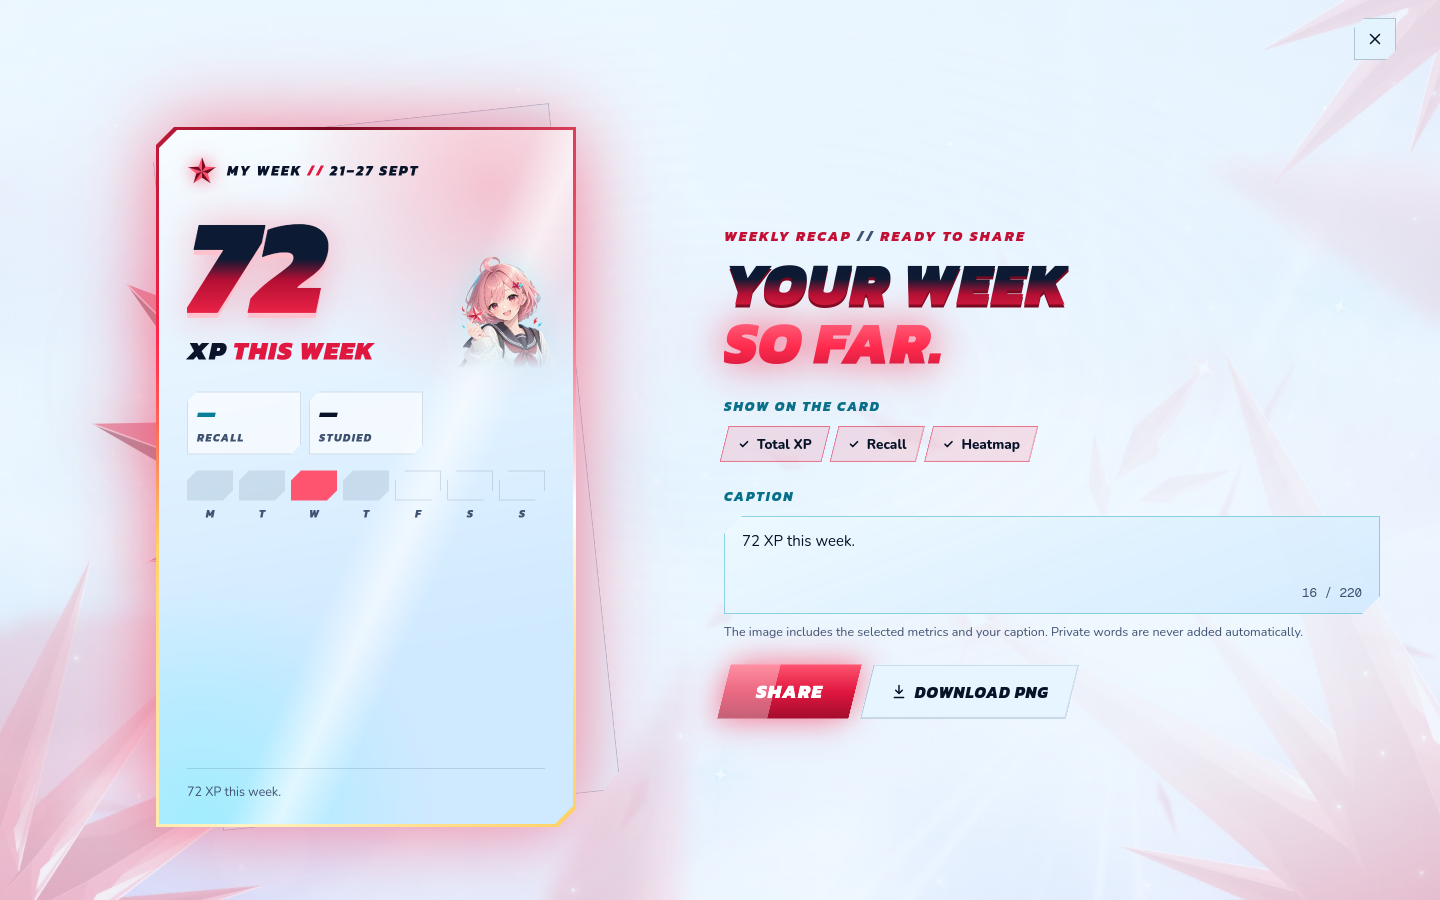 MY WEEK // 21–27 SEPT
72
XP THIS WEEK
—
RECALL
—
STUDIED
M T W T F S S
72 XP this week.
WEEKLY RECAP // READY TO SHARE
YOUR WEEK
SO FAR.
SHOW ON THE CARD
Total XP
Recall
Heatmap
CAPTION
72 XP this week.
16 / 220
The image includes the selected metrics and your caption. Private words are never added automatically.
SHARE
DOWNLOAD PNG